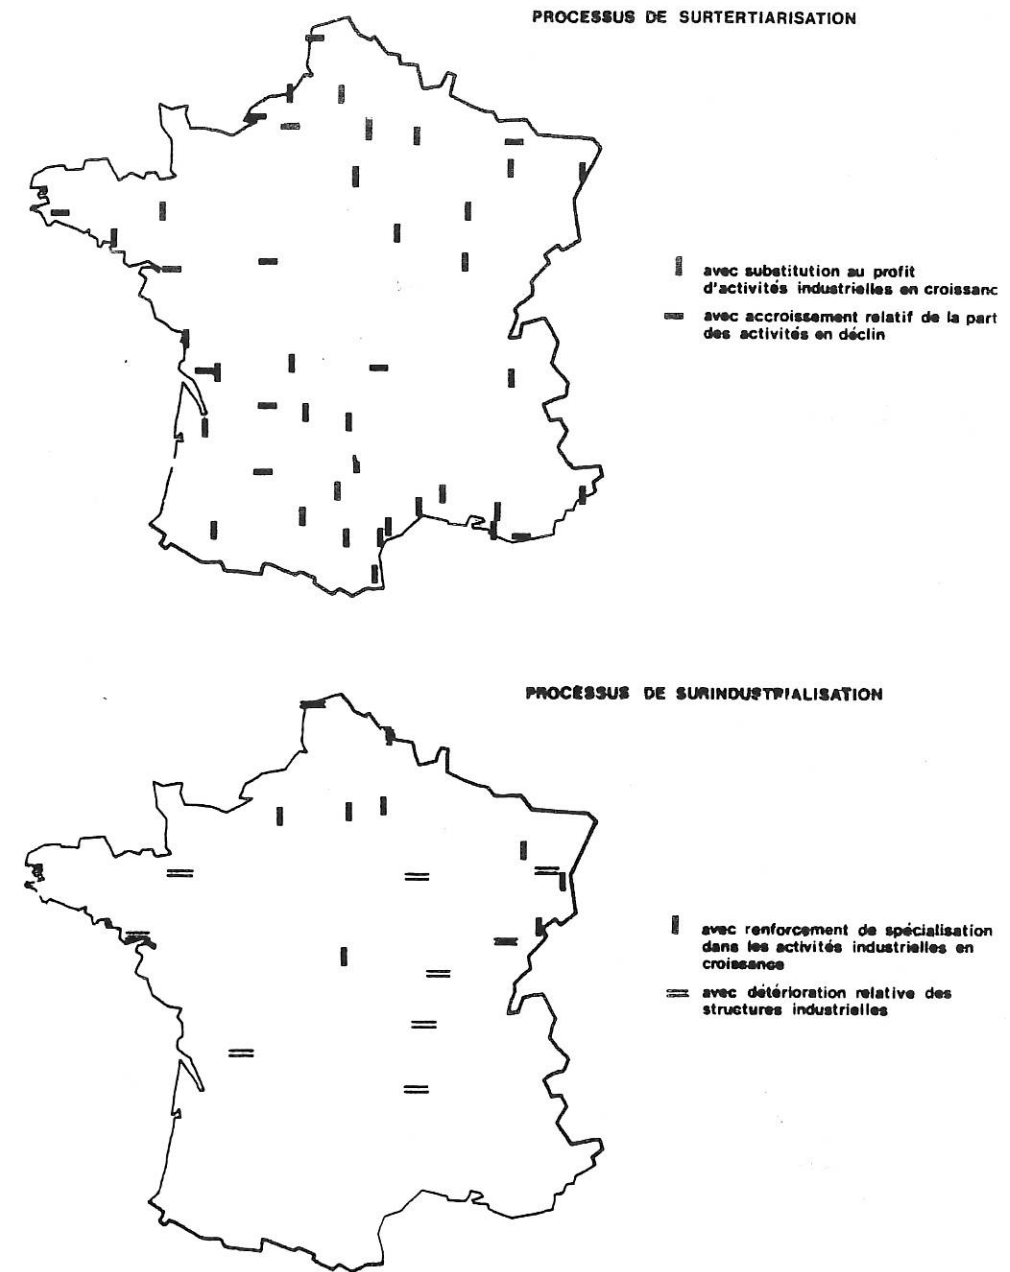 PROCESSUS DE SURTERTIARISATION
avec substitution au profit
d'activités industrielles en croissanc
avec accroissement relatif de la part
des activités en déclin
PROCESSUS DE SURINDUSTRIALISATION
avec renforcement de spécialisation
dans les activités industrielles en
croissance
avec détérioration relative des
structures industrielles